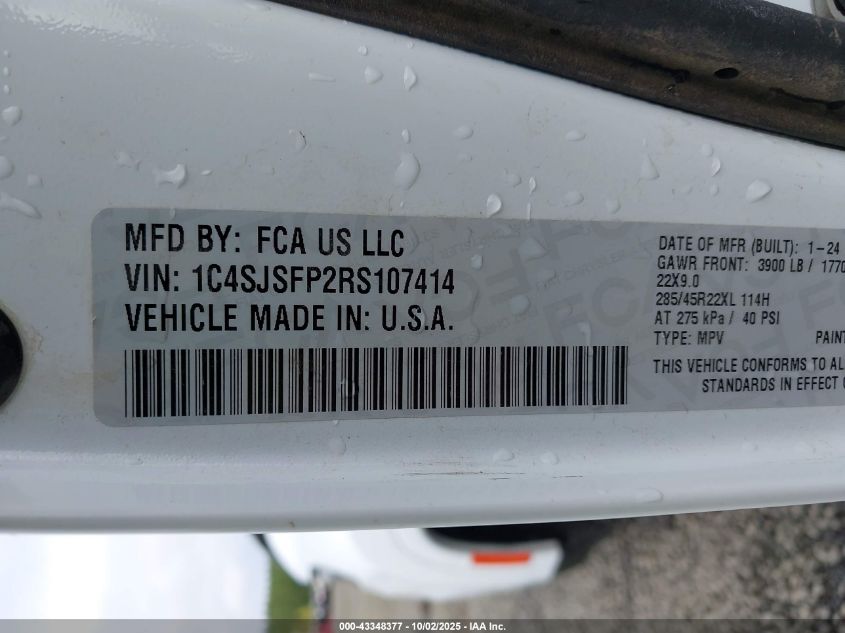 MFD BY: FCA US LLC
VIN: 1C4SJSFP2RS107414
VEHICLE MADE IN: U.S.A.
DATE OF MFR (BUILT): 1-24
GAWR FRONT: 3900 LB / 1770
22X9.0
285/45R22XL 114H
AT 275 kPa / 40 PSI
TYPE: MPV PAINT
THIS VEHICLE CONFORMS TO AL
STANDARDS IN EFFECT
000-43348377 - 10/02/2025 - IAA Inc.